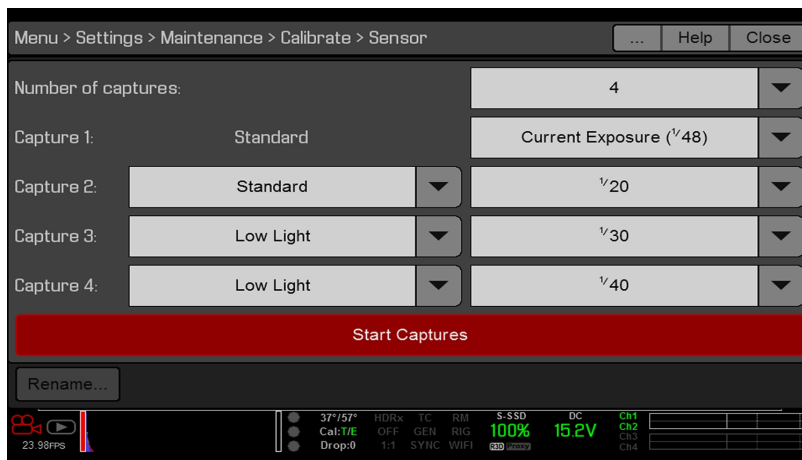 Menu > Settings > Maintenance > Calibrate > Sensor ... Help Close
Number of captures: 4
Capture 1: Standard Current Exposure (1/48)
Capture 2: Standard 1/20
Capture 3: Low Light 1/30
Capture 4: Low Light 1/40
Start Captures
Rename...
37°/57° HDRx TC RM S-SSD DC Ch1
Cal:T/E OFF GEN RIG 100% 15.2V Ch2
23.98FPS Drop:0 1:1 SYNC WIFI R3D Proxy Ch3
Ch4